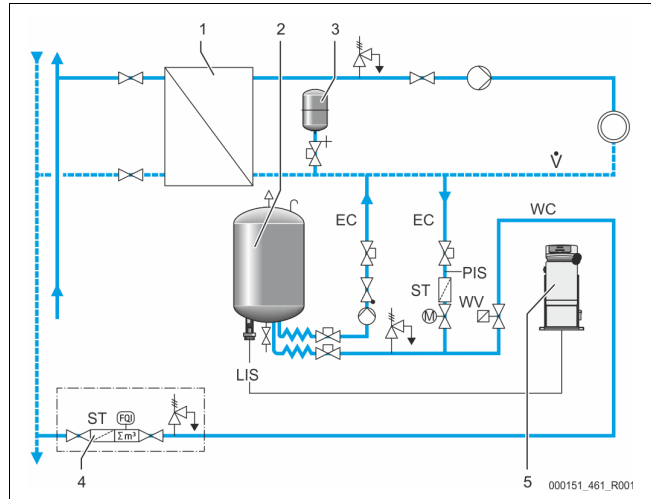 1
2
3
V̇
EC
EC
WC
PIS
ST
WV
M
5
LIS
ST
FQI
Σm³
4
000151_461_R001